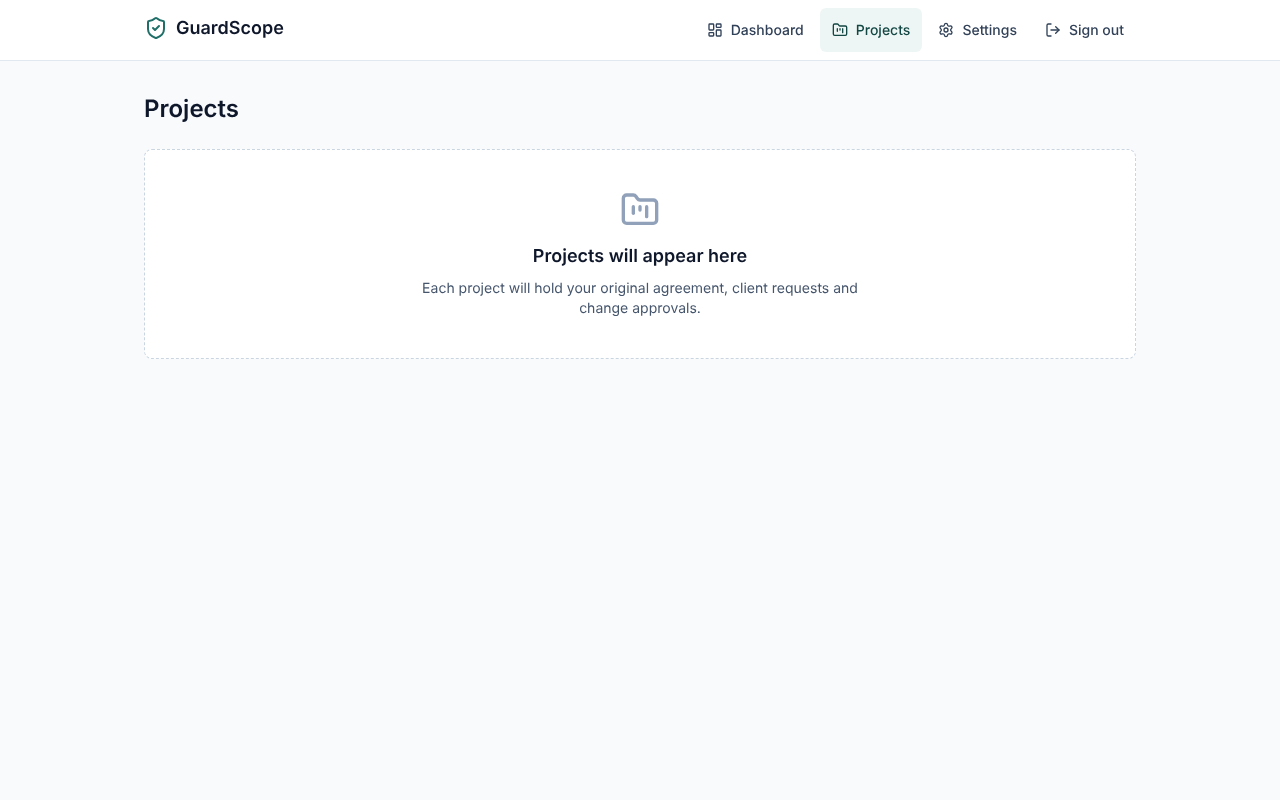 GuardScope
Dashboard
Projects
Settings
Sign out
Projects
Projects will appear here
Each project will hold your original agreement, client requests and
change approvals.